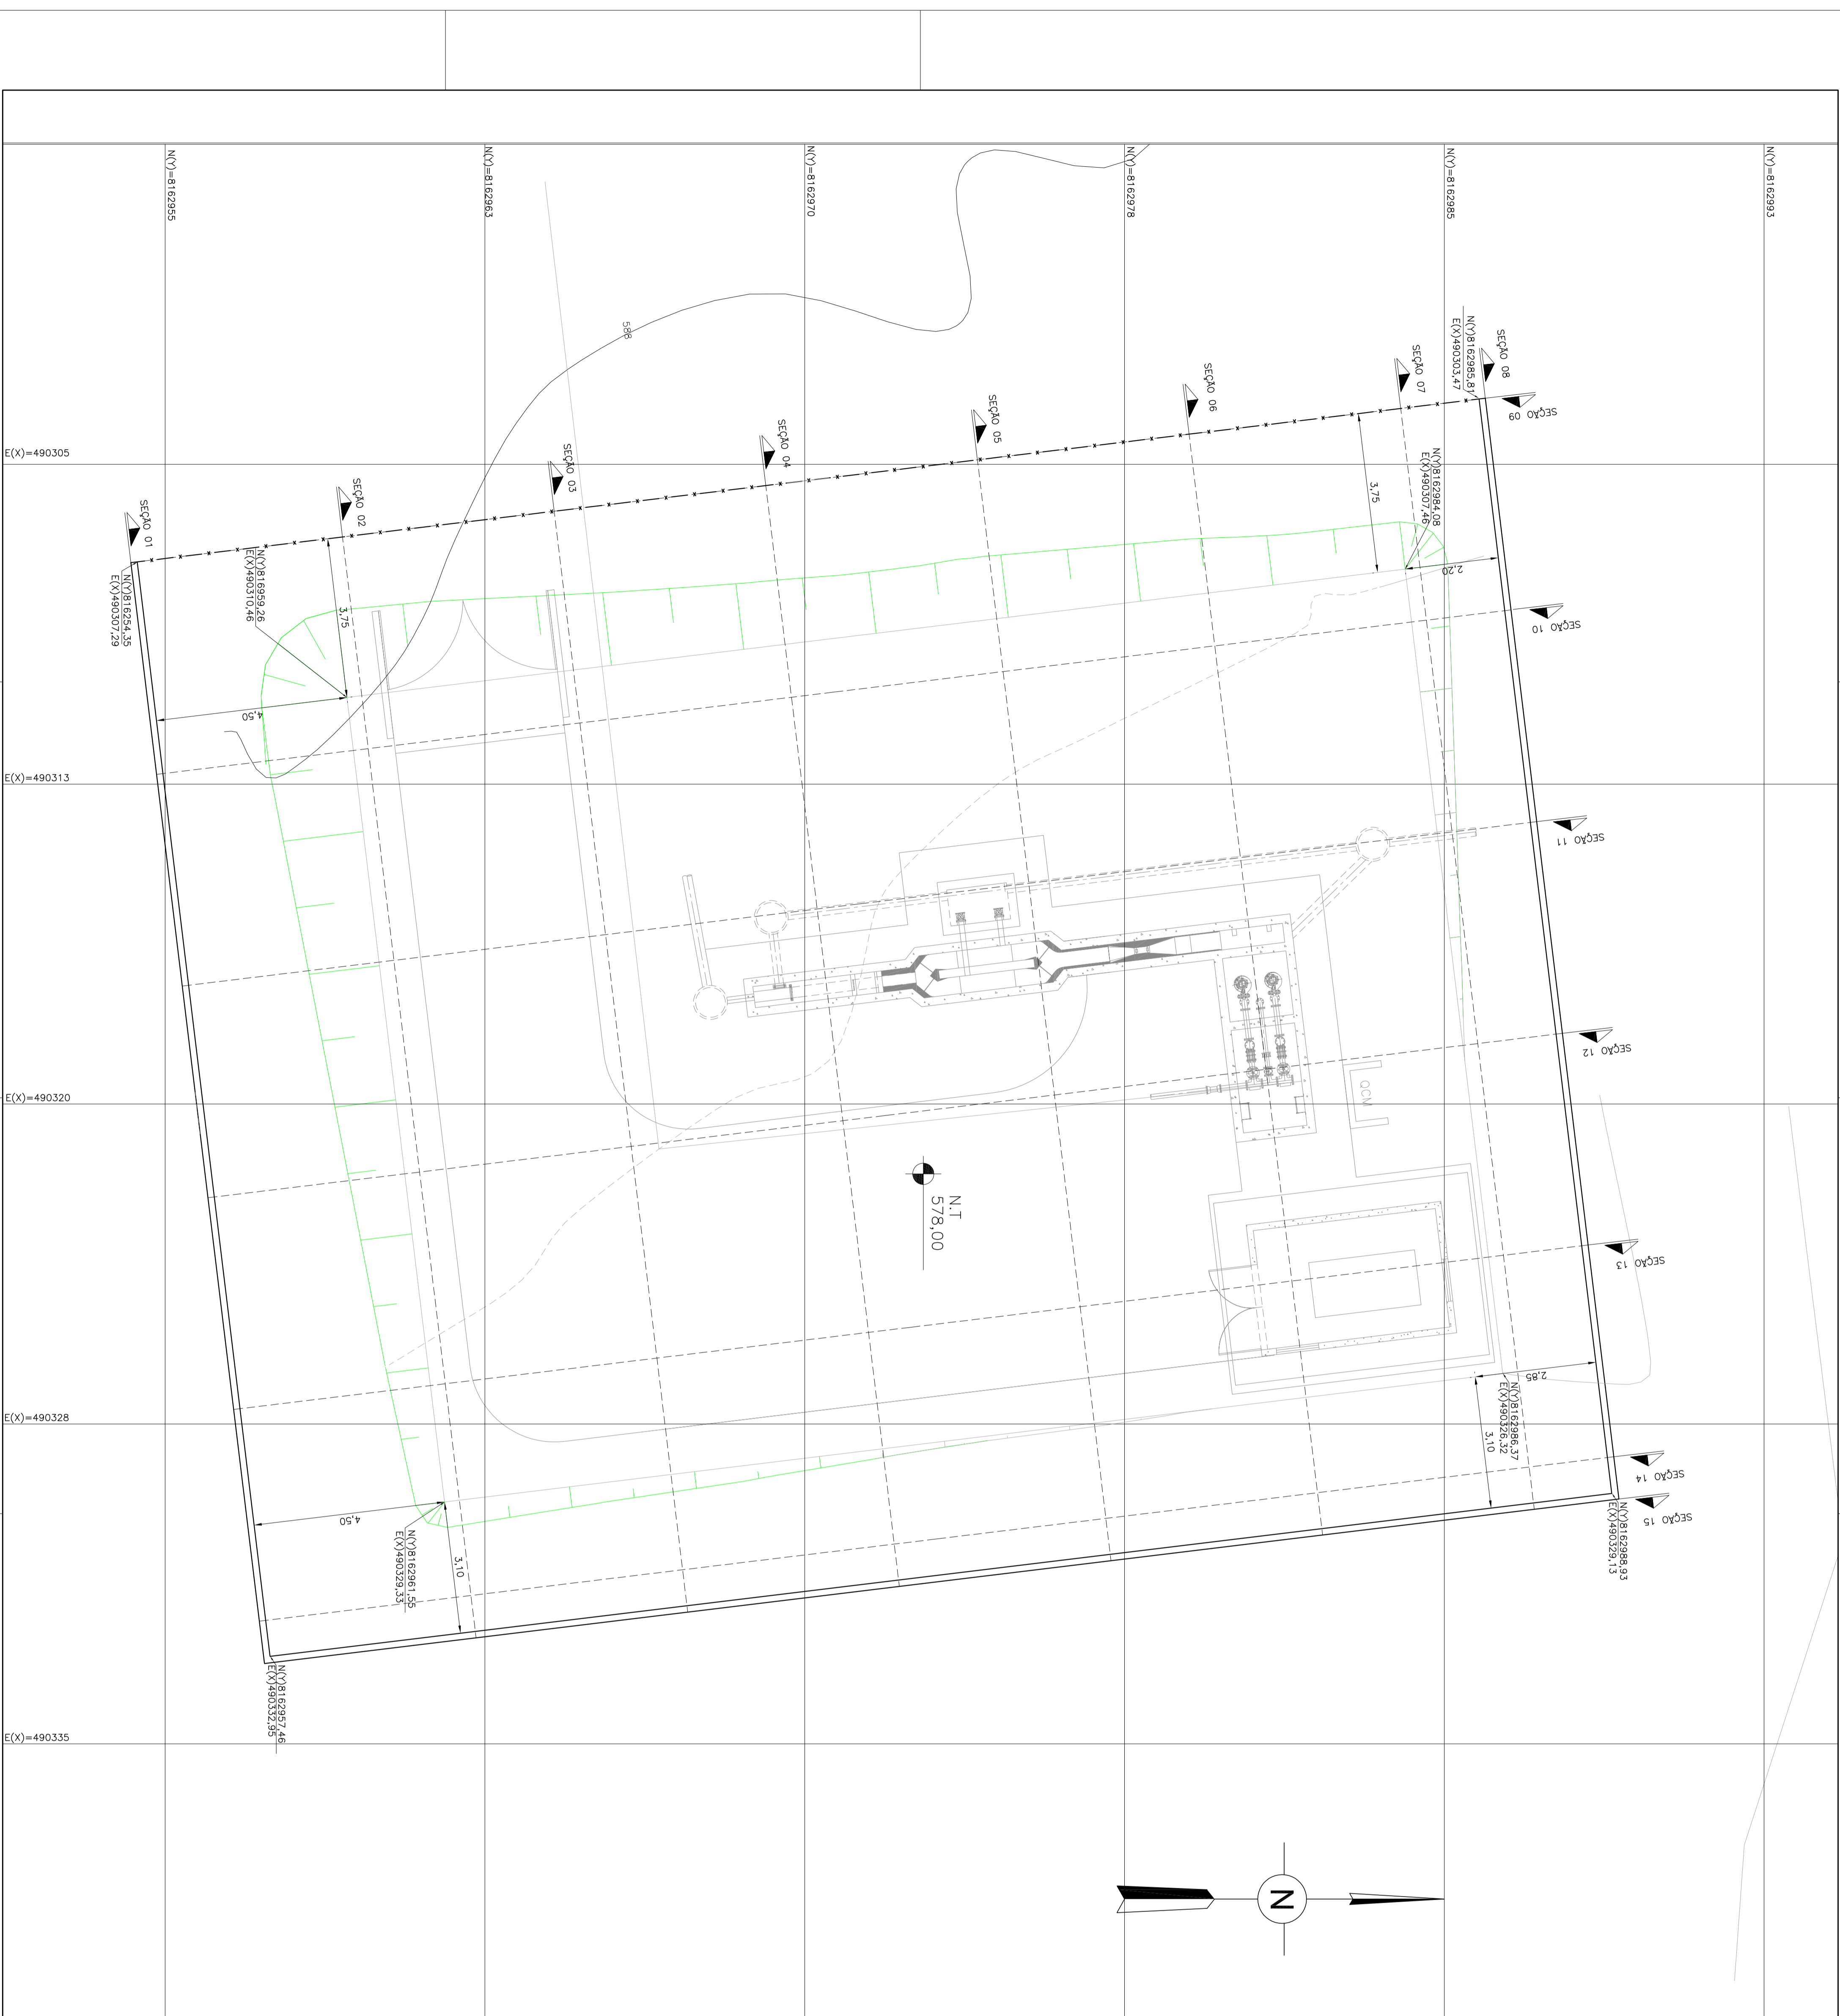 N(Y)=8162955
N(Y)=8162963
N(Y)=8162970
N(Y)=8162978
N(Y)=8162985
N(Y)=8162993
588
SEÇÃO 08
N(Y)8162985,81
E(X)490303,47
SEÇÃO 07
SEÇÃO 09
SEÇÃO 06
SEÇÃO 05
SEÇÃO 04
E(X)=490305
SEÇÃO 03
N(Y)8162984,08
E(X)490307,46
3,75
SEÇÃO 02
SEÇÃO 01
2,20
N(Y)816959,26
E(X)490310,46
N(Y)816254,35
E(X)490307,29
3,75
SEÇÃO 10
4,50
E(X)=490313
SEÇÃO 11
SEÇÃO 12
QCM
E(X)=490320
N.T
578,00
SEÇÃO 13
2,85
N(Y)8162986,37
E(X)490326,32
E(X)=490328
3,10
SEÇÃO 14
SEÇÃO 15
4,50
N(Y)8162988,93
E(X)490329,13
N(Y)8162961,55
E(X)490329,33
3,10
N(Y)8162957,46
E(X)490332,95
E(X)=490335
N